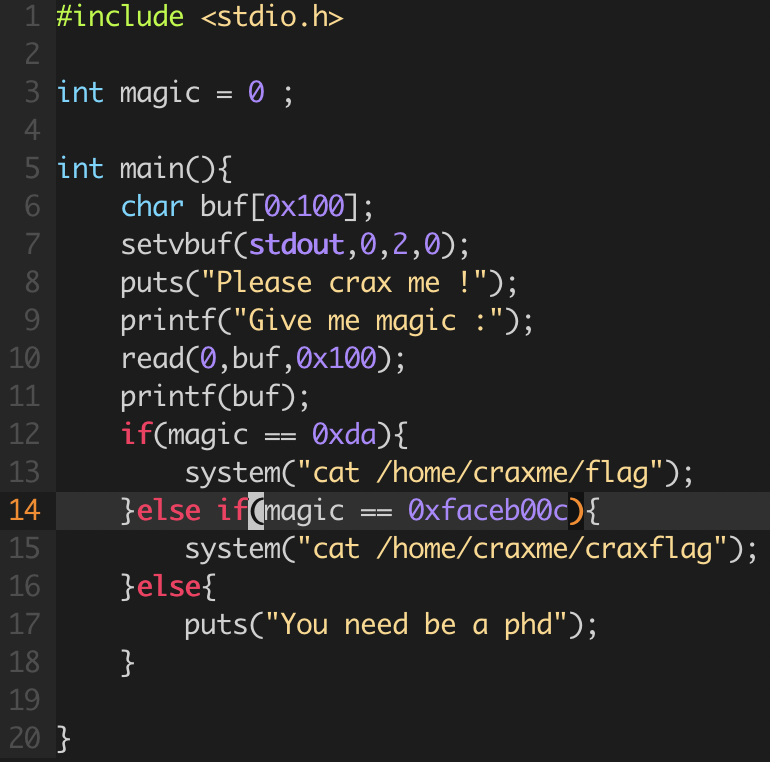 1 #include <stdio.h>
2
3 int magic = 0 ;
4
5 int main(){
6     char buf[0x100];
7     setvbuf(stdout,0,2,0);
8     puts("Please crax me !");
9     printf("Give me magic :");
10     read(0,buf,0x100);
11     printf(buf);
12     if(magic == 0xda){
13         system("cat /home/craxme/flag");
14     }else if(magic == 0xfaceb00c){
15         system("cat /home/craxme/craxflag");
16     }else{
17         puts("You need be a phd");
18     }
19
20 }